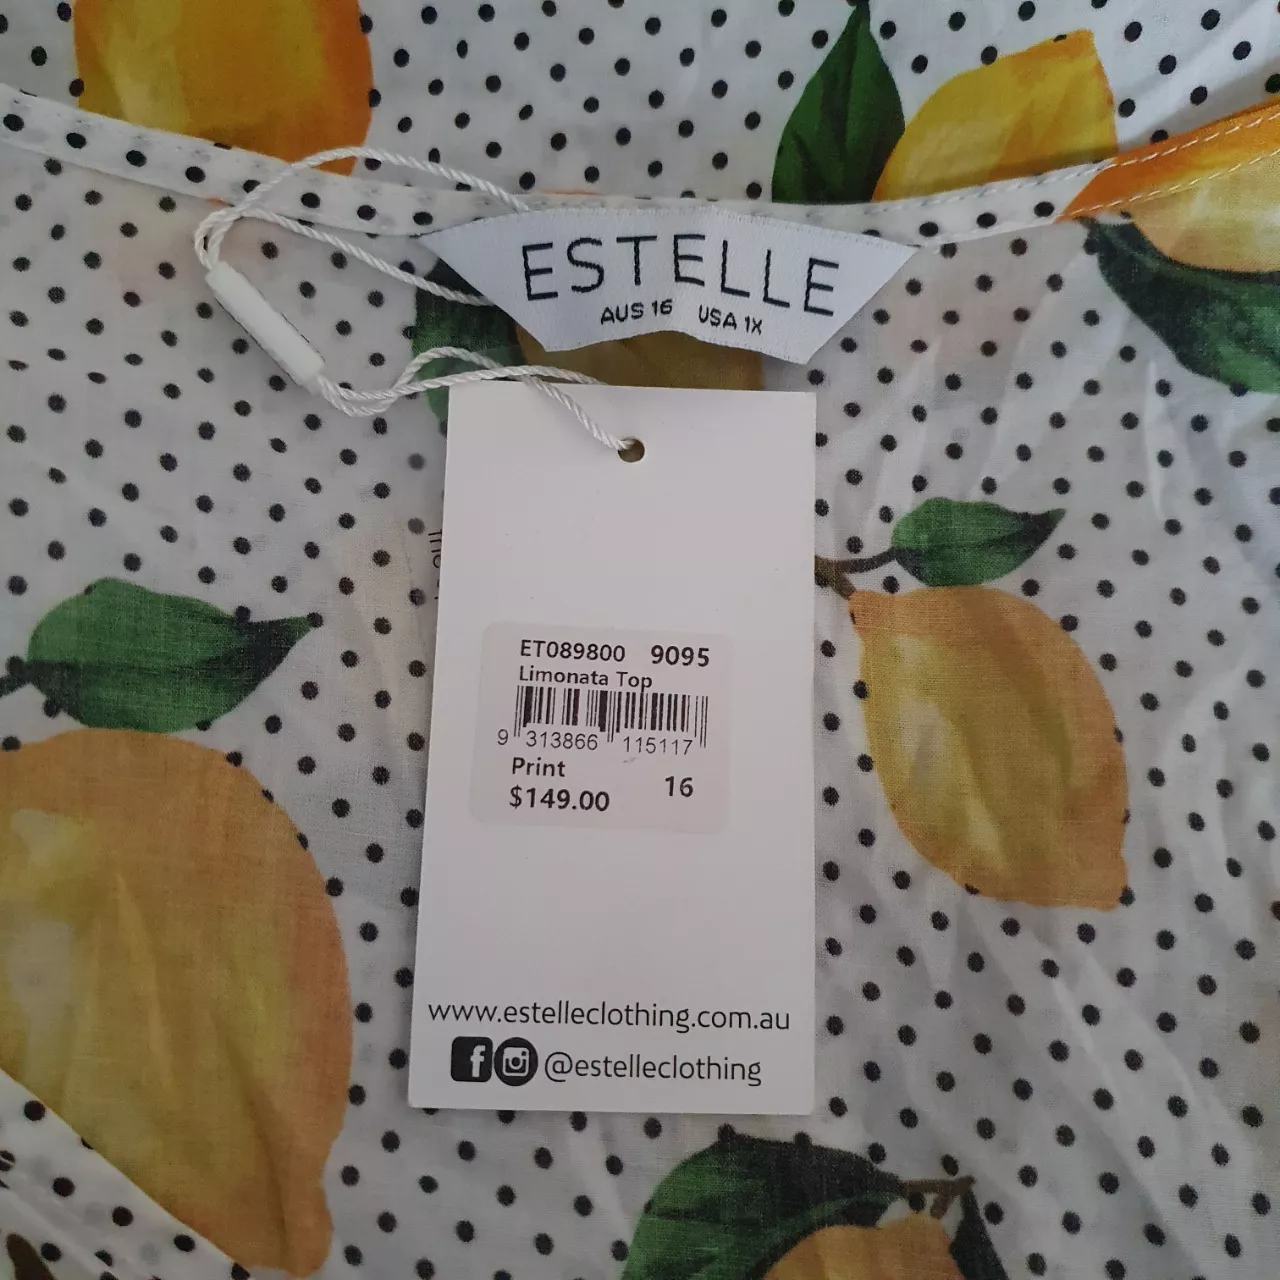 ESTELLE
AUS 16 USA 1X
ET089800 9095
Limonata Top
9 313866 115117
Print
16
$149.00
www.estelleclothing.com.au
@estelleclothing